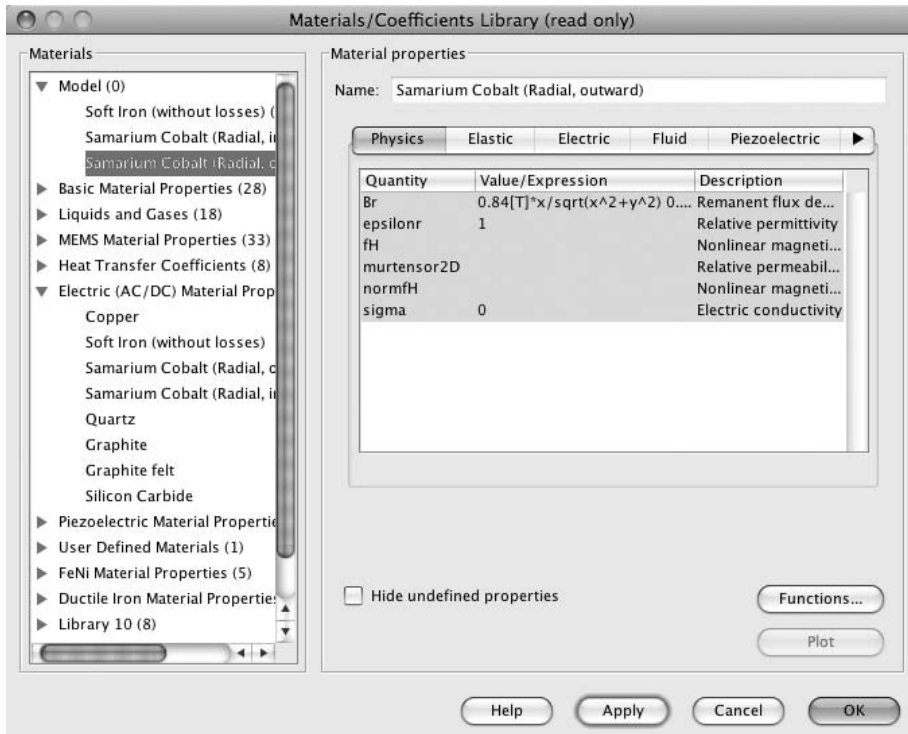 Materials/Coefficients Library (read only)
Materials
Model (0)
Soft Iron (without losses) (
Samarium Cobalt (Radial, i
Samarium Cobalt (Radial, o
Basic Material Properties (28)
Liquids and Gases (18)
MEMS Material Properties (33)
Heat Transfer Coefficients (8)
Electric (AC/DC) Material Prop
Copper
Soft Iron (without losses)
Samarium Cobalt (Radial, o
Samarium Cobalt (Radial, i
Quartz
Graphite
Graphite felt
Silicon Carbide
Piezoelectric Material Propertie
User Defined Materials (1)
FeNi Material Properties (5)
Ductile Iron Material Properties
Library 10 (8)
Material properties
Name: Samarium Cobalt (Radial, outward)
Physics Elastic Electric Fluid Piezoelectric
Quantity Value/Expression Description
Br 0.84[T]*x/sqrt(x^2+y^2) 0.... Remanent flux de...
epsilonr 1 Relative permittivity
fH Nonlinear magneti...
murtensor2D Relative permeabil...
normfH Nonlinear magneti...
sigma 0 Electric conductivity
Hide undefined properties
Functions...
Plot
Help Apply Cancel OK